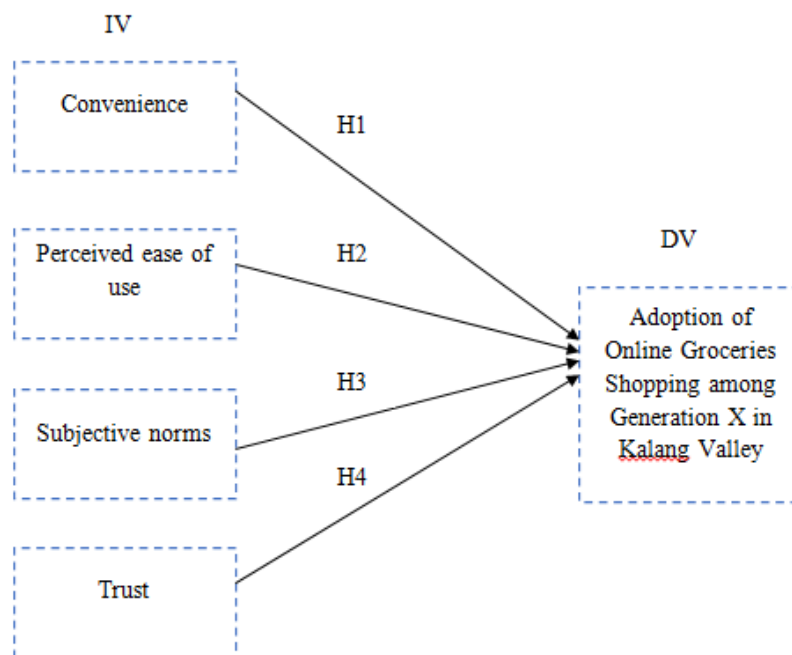 IV
Convenience
H1
Perceived ease of
use
H2
DV
Adoption of
Online Groceries
Shopping among
Generation X in
Kalang Valley
Subjective norms
H3
H4
Trust